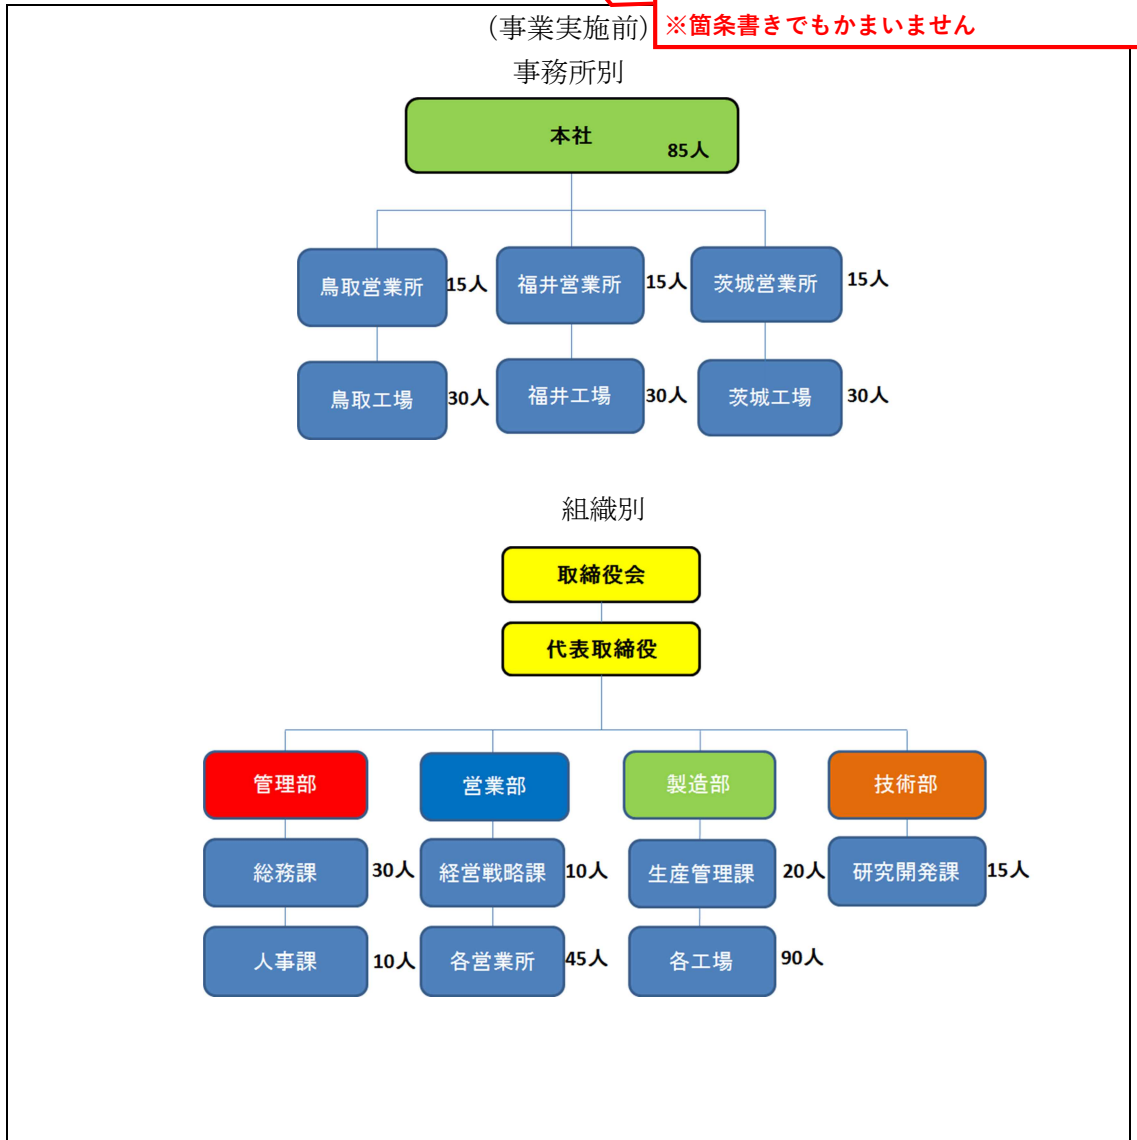 (事業実施前)
※箇条書きでもかまいません
事務所別
本社
85人
鳥取営業所 15人 福井営業所 15人 茨城営業所 15人
鳥取工場 30人 福井工場 30人 茨城工場 30人
組織別
取締役会
代表取締役
管理部 営業部 製造部 技術部
総務課 30人 経営戦略課 10人 生産管理課 20人 研究開発課 15人
人事課 10人 各営業所 45人 各工場 90人